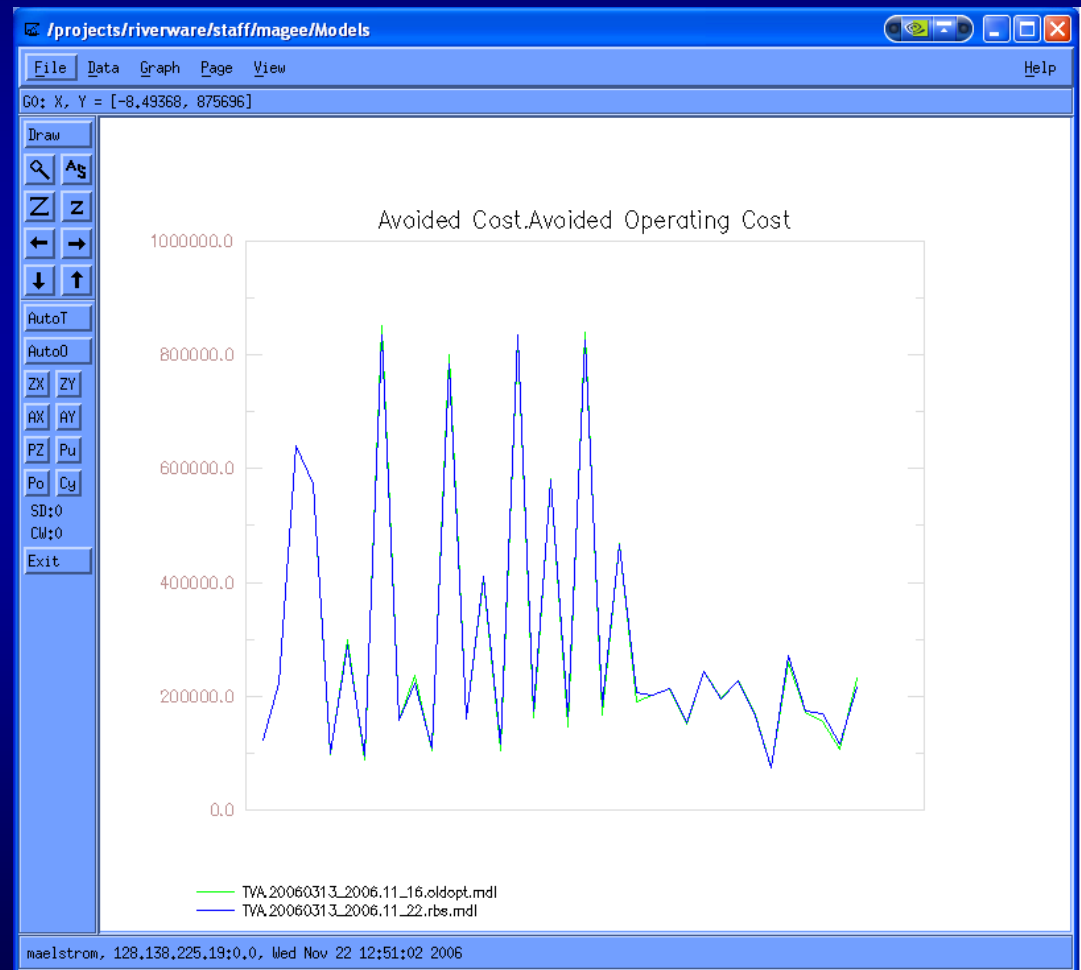 /projects/riverware/staff/magee/Models
File Data Graph Page View Help
G0: X, Y = [-8.49368, 875696]
Draw
AS
Z z
AutoT
AutoO
ZX ZY
AX AY
PZ Pu
Po Cy
SD:0
CW:0
Exit
Avoided Cost.Avoided Operating Cost
1000000.0
800000.0
600000.0
400000.0
200000.0
0.0
TVA.20060313_2006.11_16.oldopt.mdl
TVA.20060313_2006.11_22.rbs.mdl
maelstrom, 128.138.225.19:0.0, Wed Nov 22 12:51:02 2006